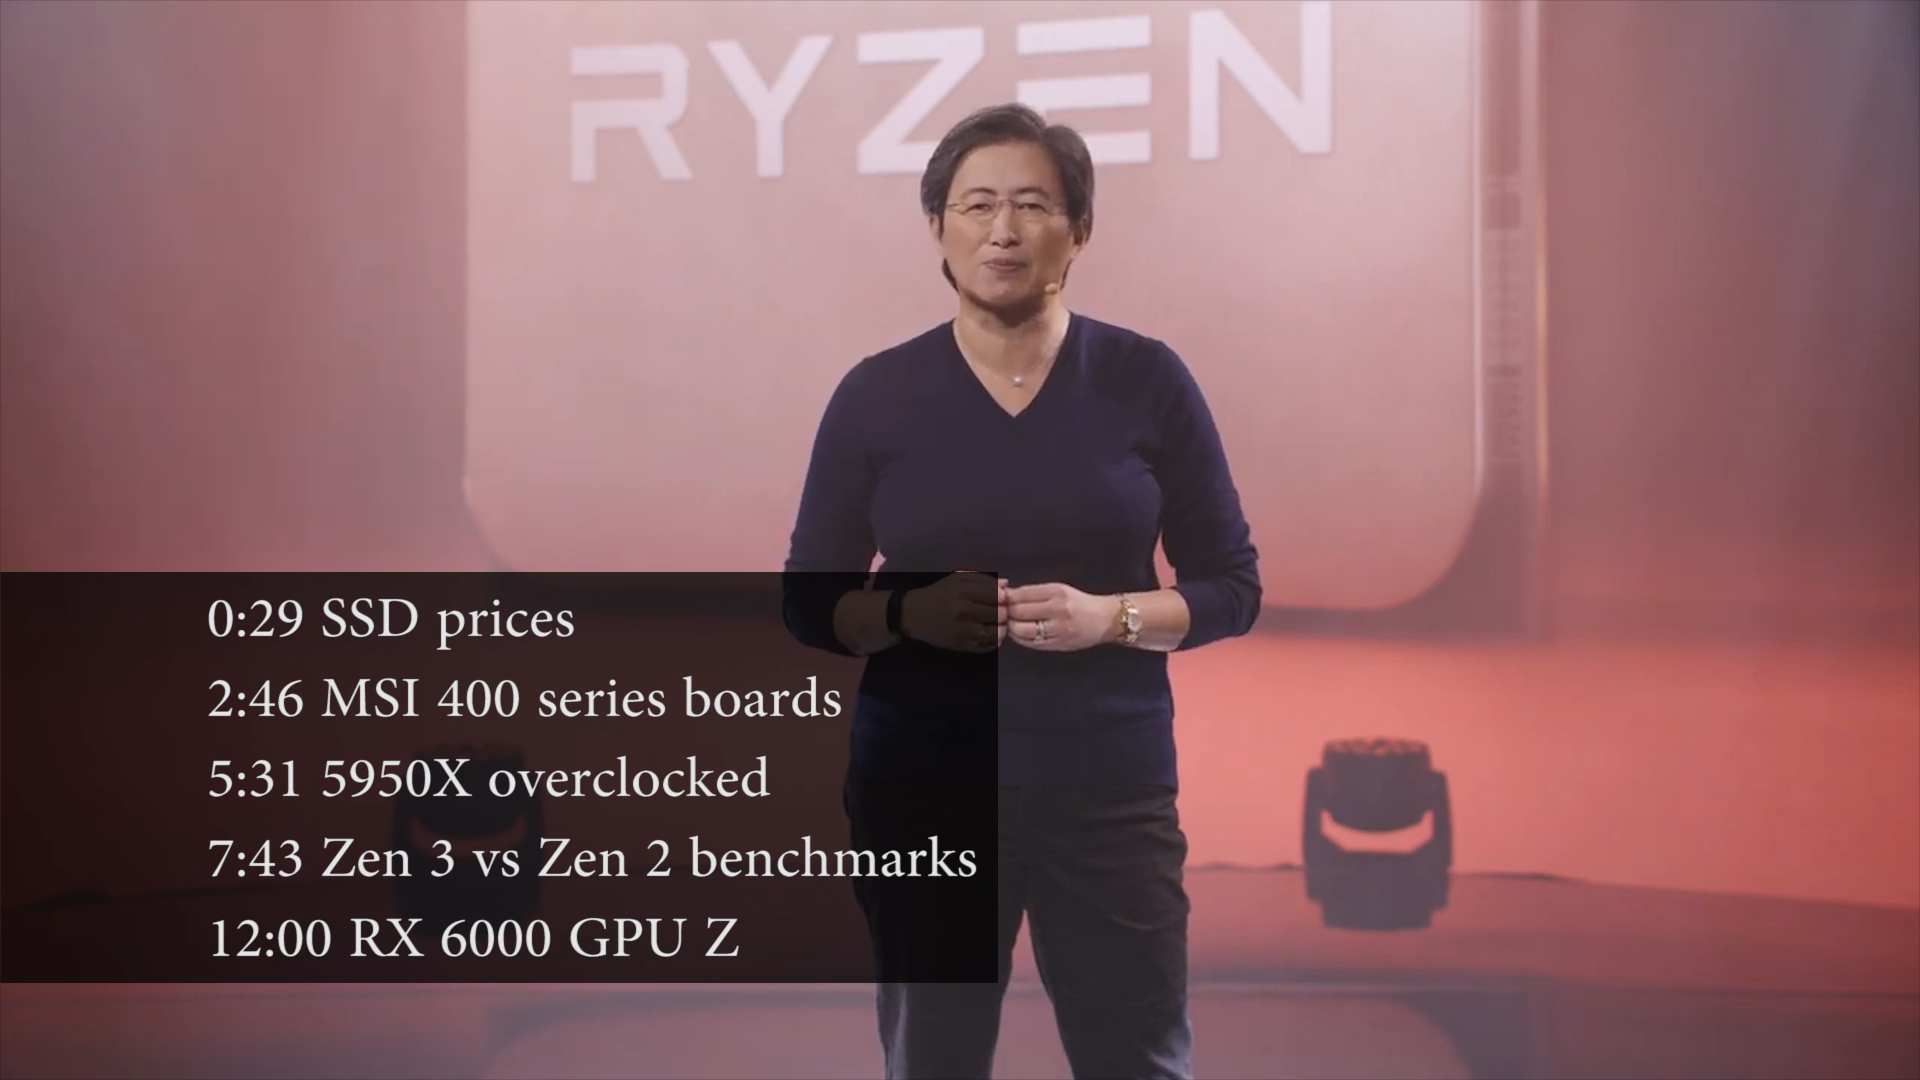 RYZEN
0:29 SSD prices
2:46 MSI 400 series boards
5:31 5950X overclocked
7:43 Zen 3 vs Zen 2 benchmarks
12:00 RX 6000 GPU Z